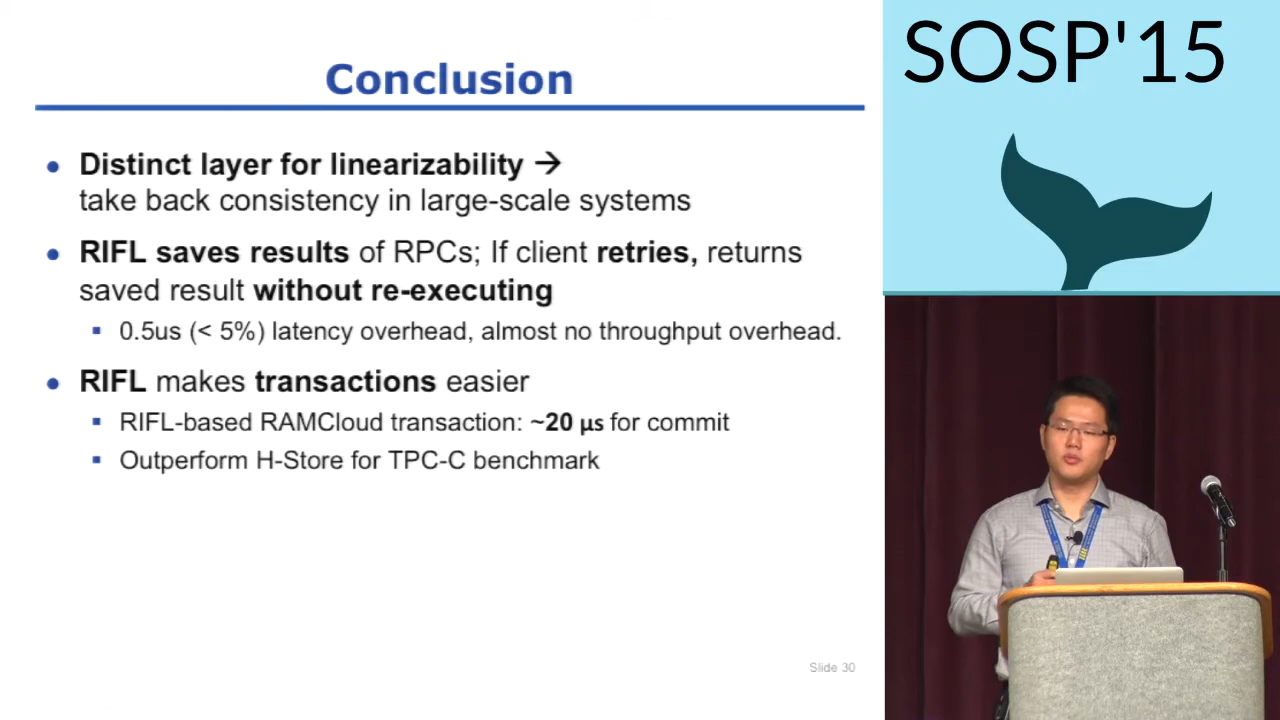 Conclusion
• Distinct layer for linearizability →
take back consistency in large-scale systems
• RIFL saves results of RPCs; If client retries, returns
saved result without re-executing
▪ 0.5us (< 5%) latency overhead, almost no throughput overhead.
• RIFL makes transactions easier
▪ RIFL-based RAMCloud transaction: ~20 µs for commit
▪ Outperform H-Store for TPC-C benchmark
Slide 30
SOSP'15